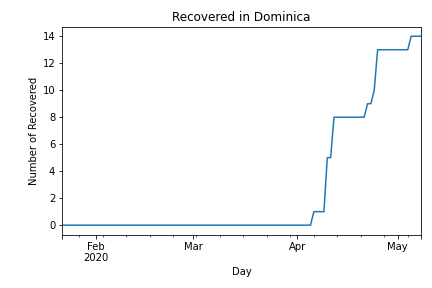 Recovered in Dominica
Number of Recovered
14
12
10
8
6
4
2
0
Feb
2020
Mar
Apr
May
Day